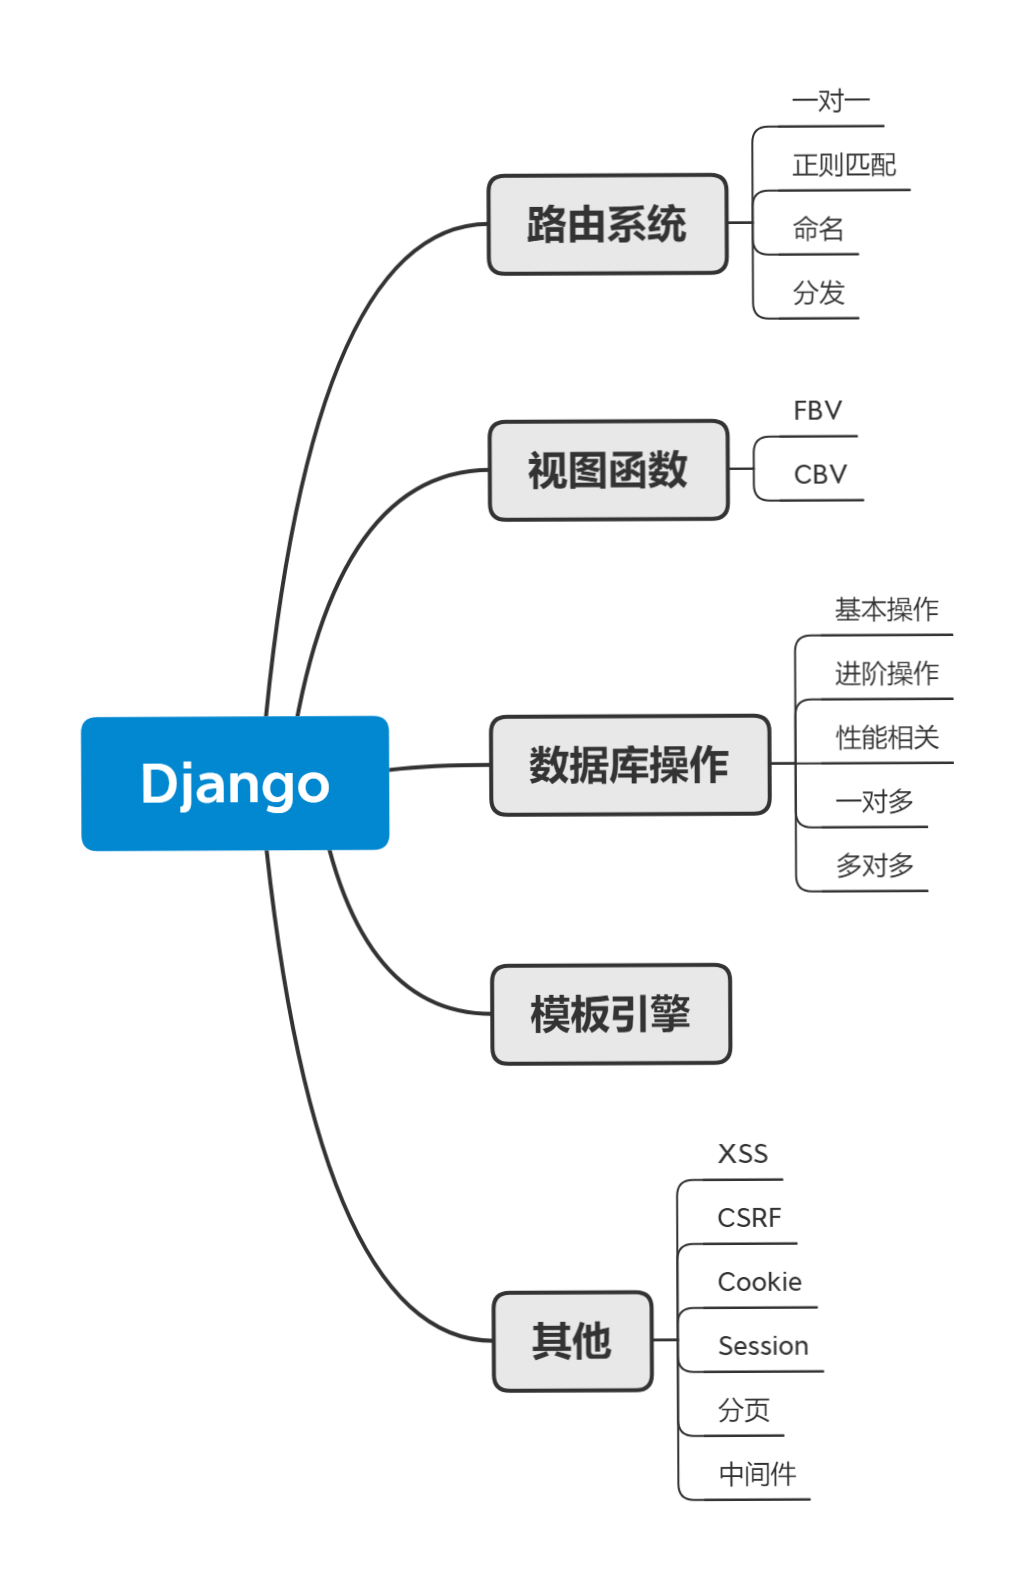 Django
路由系统
一对一
正则匹配
命名
分发
视图函数
FBV
CBV
数据库操作
基本操作
进阶操作
性能相关
一对多
多对多
模板引擎
其他
XSS
CSRF
Cookie
Session
分页
中间件